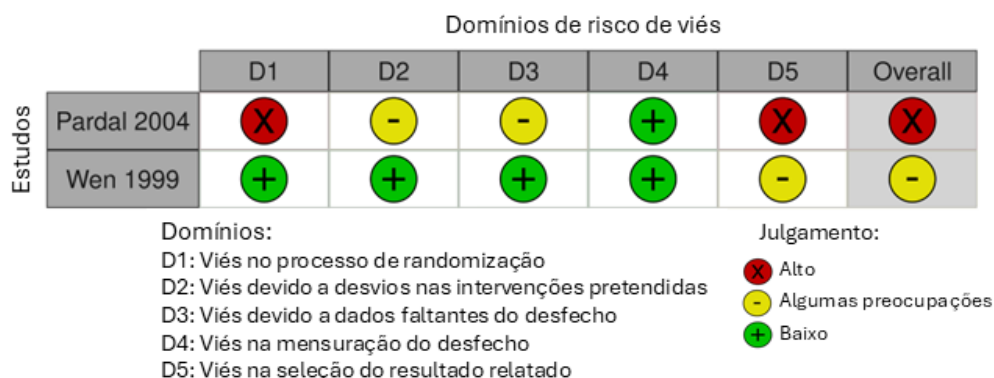 Domínios de risco de viés
D1 D2 D3 D4 D5 Overall
Estudos
Pardal 2004 X - - + X X
Wen 1999 + + + + - -
Domínios:
D1: Viés no processo de randomização
D2: Viés devido a desvios nas intervenções pretendidas
D3: Viés devido a dados faltantes do desfecho
D4: Viés na mensuração do desfecho
D5: Viés na seleção do resultado relatado
Julgamento:
X Alto
- Algumas preocupações
+ Baixo